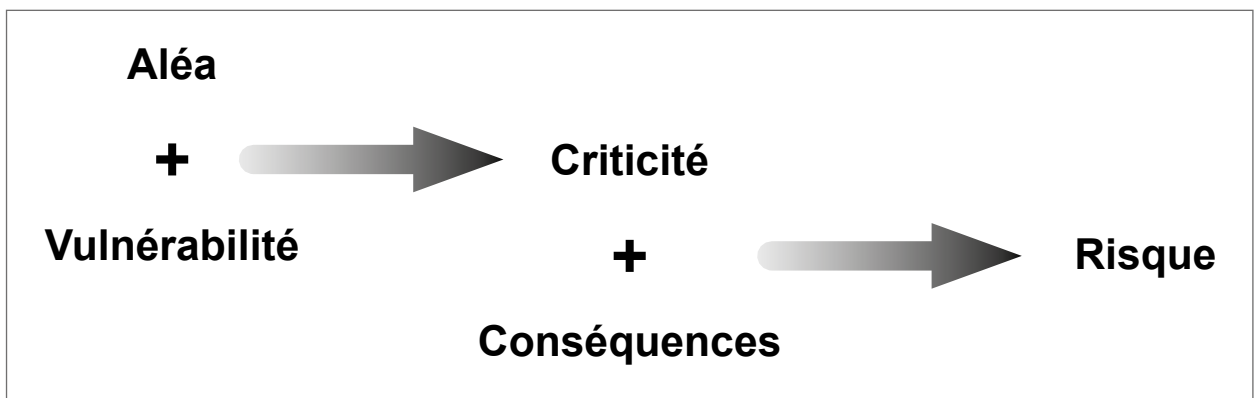 Aléa
+
Criticité
Vulnérabilité
+
Risque
Conséquences